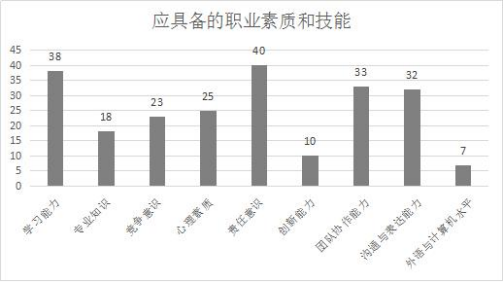 应具备的职业素质和技能
45
40
35
30
25
20
15
10
5
0
38
18
23
25
40
10
33
32
7
学习能力
专业知识
竞争意识
心理素质
责任意识
创新能力
团队协作能力
沟通与表达能力
外语与计算机水平